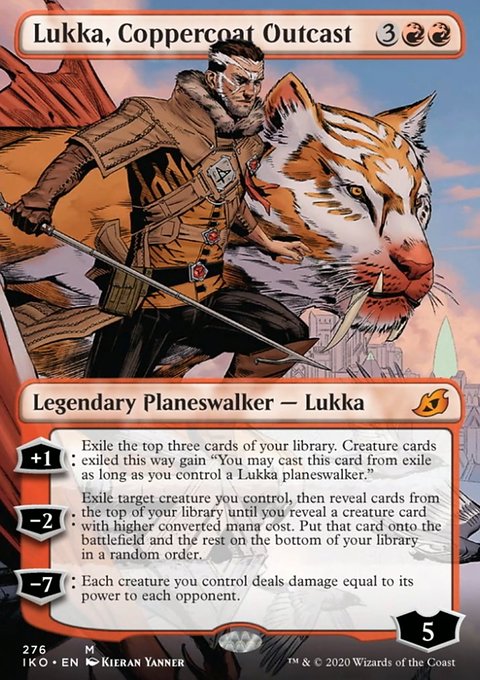 Lukka, Coppercoat Outcast 3
Legendary Planeswalker — Lukka
+1: Exile the top three cards of your library. Creature cards
exiled this way gain “You may cast this card from exile
as long as you control a Lukka planeswalker.”
−2: Exile target creature you control, then reveal cards from
the top of your library until you reveal a creature card
with higher converted mana cost. Put that card onto the
battlefield and the rest on the bottom of your library
in a random order.
−7: Each creature you control deals damage equal to its
power to each opponent.
5
276 M
IKO • EN Kieran Yanner
™ & © 2020 Wizards of the Coast